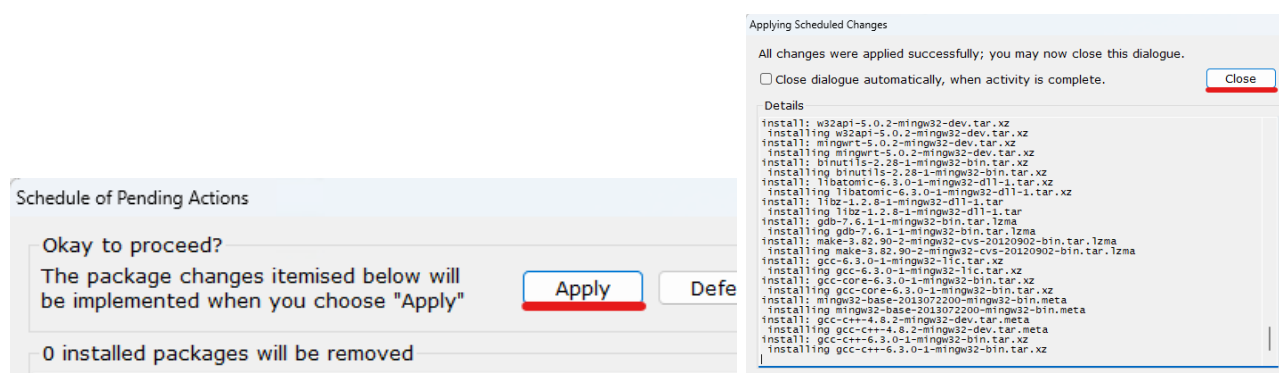 Schedule of Pending Actions
Okay to proceed?
The package changes itemised below will
be implemented when you choose "Apply"
Apply
Defe
0 installed packages will be removed
Applying Scheduled Changes
All changes were applied successfully; you may now close this dialogue.
Close dialogue automatically, when activity is complete.
Close
Details
install: w32api-5.0.2-mingw32-dev.tar.xz
installing w32api-5.0.2-mingw32-dev.tar.xz
install: mingwrt-5.0.2-mingw32-dev.tar.xz
installing mingwrt-5.0.2-mingw32-dev.tar.xz
install: binutils-2.28-1-mingw32-bin.tar.xz
installing binutils-2.28-1-mingw32-bin.tar.xz
install: libatomic-6.3.0-1-mingw32-dll-1.tar.xz
installing libatomic-6.3.0-1-mingw32-dll-1.tar.xz
install: libz-1.2.8-1-mingw32-dll-1.tar
installing libz-1.2.8-1-mingw32-dll-1.tar
install: gdb-7.6.1-1-mingw32-bin.tar.lzma
installing gdb-7.6.1-1-mingw32-bin.tar.lzma
install: make-3.82.90-2-mingw32-cvs-20120902-bin.tar.lzma
installing make-3.82.90-2-mingw32-cvs-20120902-bin.tar.lzma
install: gcc-6.3.0-1-mingw32-lic.tar.xz
installing gcc-6.3.0-1-mingw32-lic.tar.xz
install: gcc-core-6.3.0-1-mingw32-bin.tar.xz
installing gcc-core-6.3.0-1-mingw32-bin.tar.xz
install: mingw32-base-2013072200-mingw32-bin.meta
installing mingw32-base-2013072200-mingw32-bin.meta
install: gcc-c++-4.8.2-mingw32-dev.tar.meta
installing gcc-c++-4.8.2-mingw32-dev.tar.meta
install: gcc-c++-6.3.0-1-mingw32-bin.tar.xz
installing gcc-c++-6.3.0-1-mingw32-bin.tar.xz